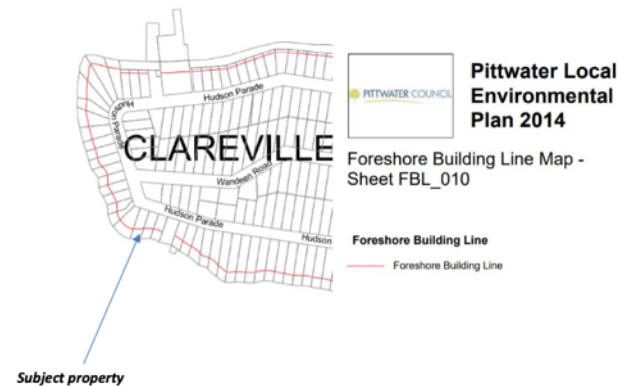 Hudson Parade
Hudson Parade
CLAREVILLE
Wandeen Road
Hudson Parade
Hudson
Subject property
PITTWATER COUNCIL
Pittwater Local
Environmental
Plan 2014
Foreshore Building Line Map -
Sheet FBL_010
Foreshore Building Line
Foreshore Building Line